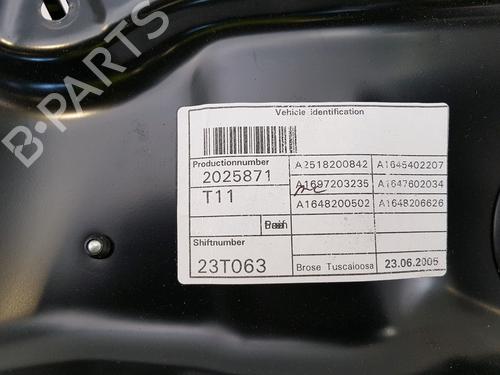 B-PARTS
Vehicle identification
Productionnumber
2025871
T11
A2518200842 A1645402207
A1697203235 A1647602034
A1648200502 A1648206626
Shiftnumber
23T063
Brose Tuscaloosa 23.06.2005